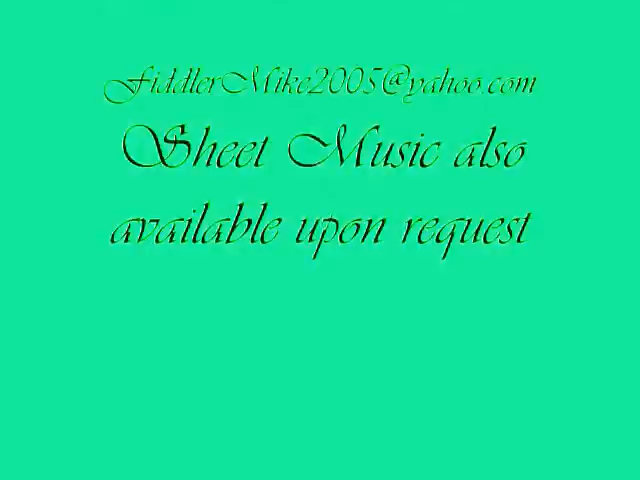 FiddlerMike2005@yahoo.com
Sheet Music also
available upon request